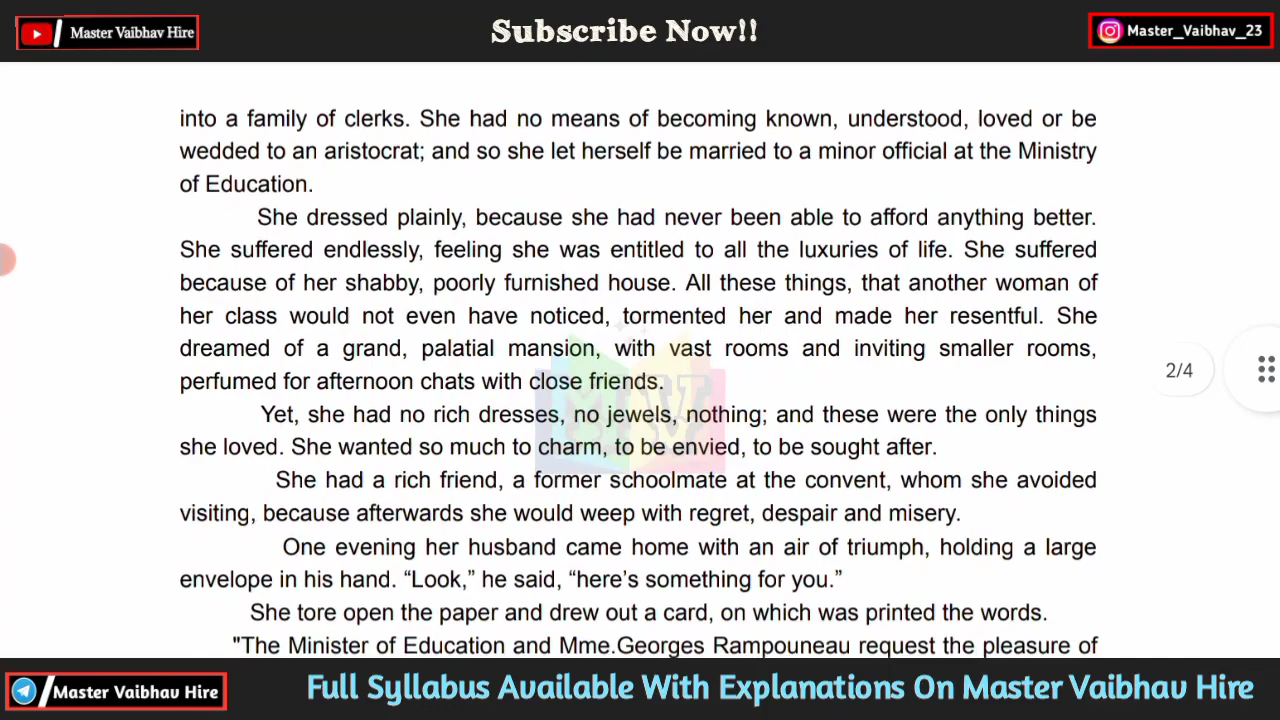 Master Vaibhav Hire
Subscribe Now!!
Master_Vaibhav_23
into a family of clerks. She had no means of becoming known, understood, loved or be
wedded to an aristocrat; and so she let herself be married to a minor official at the Ministry
of Education.
She dressed plainly, because she had never been able to afford anything better.
She suffered endlessly, feeling she was entitled to all the luxuries of life. She suffered
because of her shabby, poorly furnished house. All these things, that another woman of
her class would not even have noticed, tormented her and made her resentful. She
dreamed of a grand, palatial mansion, with vast rooms and inviting smaller rooms,
perfumed for afternoon chats with close friends.
2/4
Yet, she had no rich dresses, no jewels, nothing; and these were the only things
she loved. She wanted so much to charm, to be envied, to be sought after.
She had a rich friend, a former schoolmate at the convent, whom she avoided
visiting, because afterwards she would weep with regret, despair and misery.
One evening her husband came home with an air of triumph, holding a large
envelope in his hand. “Look,” he said, “here’s something for you.”
She tore open the paper and drew out a card, on which was printed the words.
"The Minister of Education and Mme.Georges Rampouneau request the pleasure of
Master Vaibhav Hire
Full Syllabus Available With Explanations On Master Vaibhav Hire